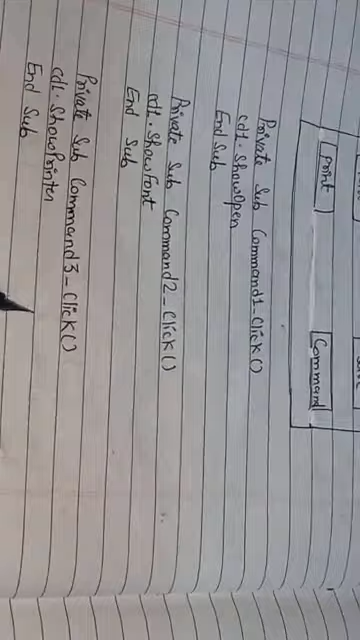 Print Command
Private Sub Command1_Click()
cdl.ShowOpen
End Sub
Private Sub Command2_Click()
cdl.ShowFont
End Sub
Private Sub Command3_Click()
cdl.ShowPrinter
End Sub